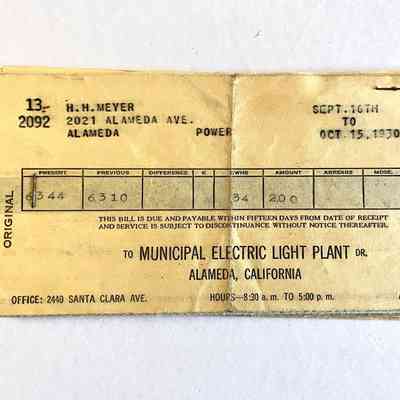 13- H.H.MEYER SEPT.16TH
2092 2021 ALAMEDA AVE. TO
ALAMEDA POWER OCT.15,1930
PRESENT PREVIOUS DIFFERENCE K KWHS AMOUNT ARREARS MDSE.
6344 6310 34 200
ORIGINAL
THIS BILL IS DUE AND PAYABLE WITHIN FIFTEEN DAYS FROM DATE OF RECEIPT
AND SERVICE IS SUBJECT TO DISCONTINUANCE WITHOUT NOTICE THEREAFTER.
TO MUNICIPAL ELECTRIC LIGHT PLANT DR.
ALAMEDA, CALIFORNIA
OFFICE: 2440 SANTA CLARA AVE. HOURS—8:30 a. m. TO 5:00 p. m.